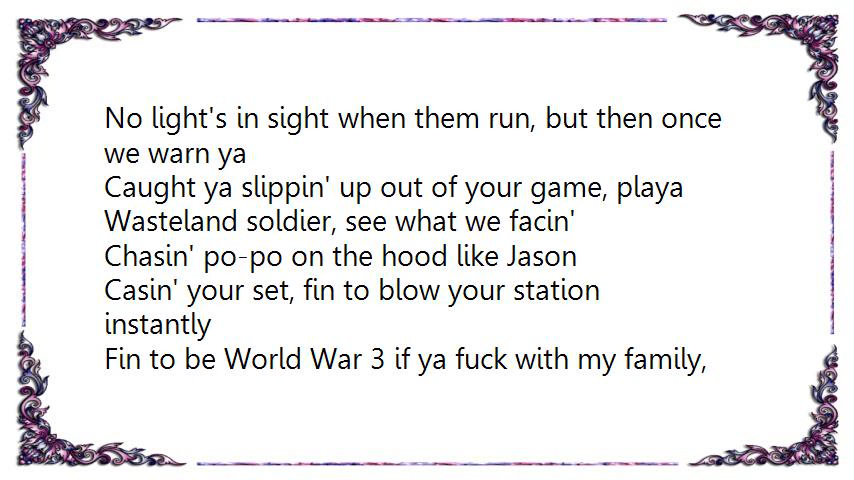 No light's in sight when them run, but then once
we warn ya
Caught ya slippin' up out of your game, playa
Wasteland soldier, see what we facin'
Chasin' po-po on the hood like Jason
Casin' your set, fin to blow your station
instantly
Fin to be World War 3 if ya fuck with my family,